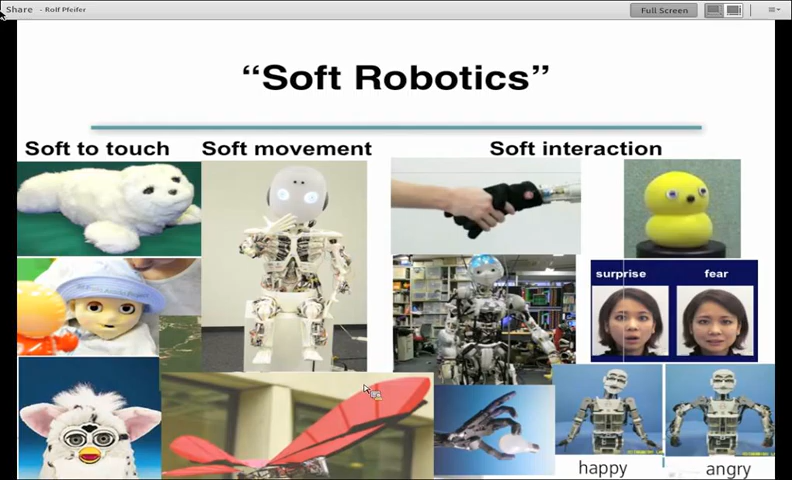 Share - Rolf Pfeifer
Full Screen
“Soft Robotics”
Soft to touch
Soft movement
Soft interaction
surprise
fear
happy
angry